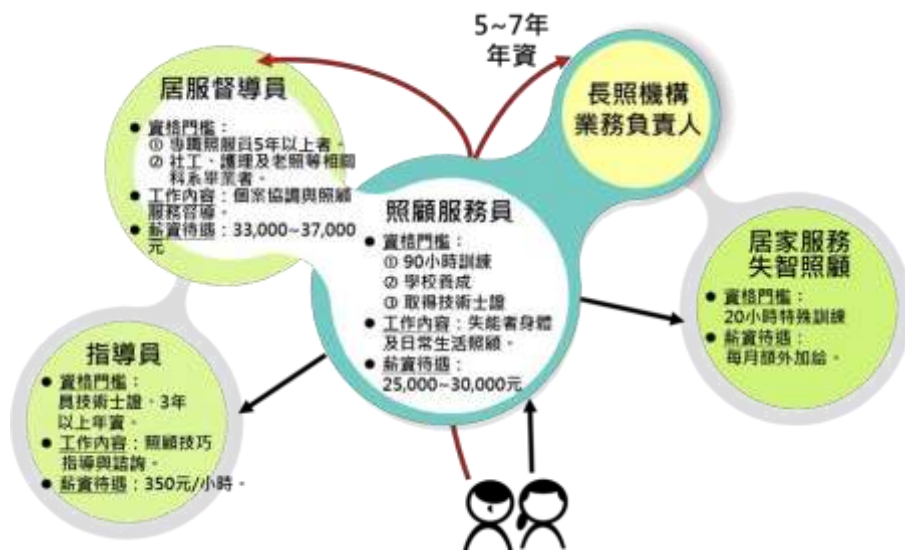 5~7年
年資
長照機構
業務負責人
居服督導員
● 資格門檻：
① 專職照服員5年以上者。
② 社工、護理及老照等相關
科系畢業者。
● 工作內容：個案協調與照顧
服務督導。
● 薪資待遇：33,000~37,000
元
照顧服務員
● 資格門檻：
① 90小時訓練
② 學校養成
③ 取得技術士證
● 工作內容：失能者身體
及日常生活照顧。
● 薪資待遇：
25,000~30,000元
居家服務
失智照顧
● 資格門檻：
20小時特殊訓練
● 薪資待遇：
每月額外加給。
指導員
● 資格門檻：
具技術士證、3年
以上年資。
● 工作內容：照顧技巧
指導與諮詢。
● 薪資待遇：350元/小時。